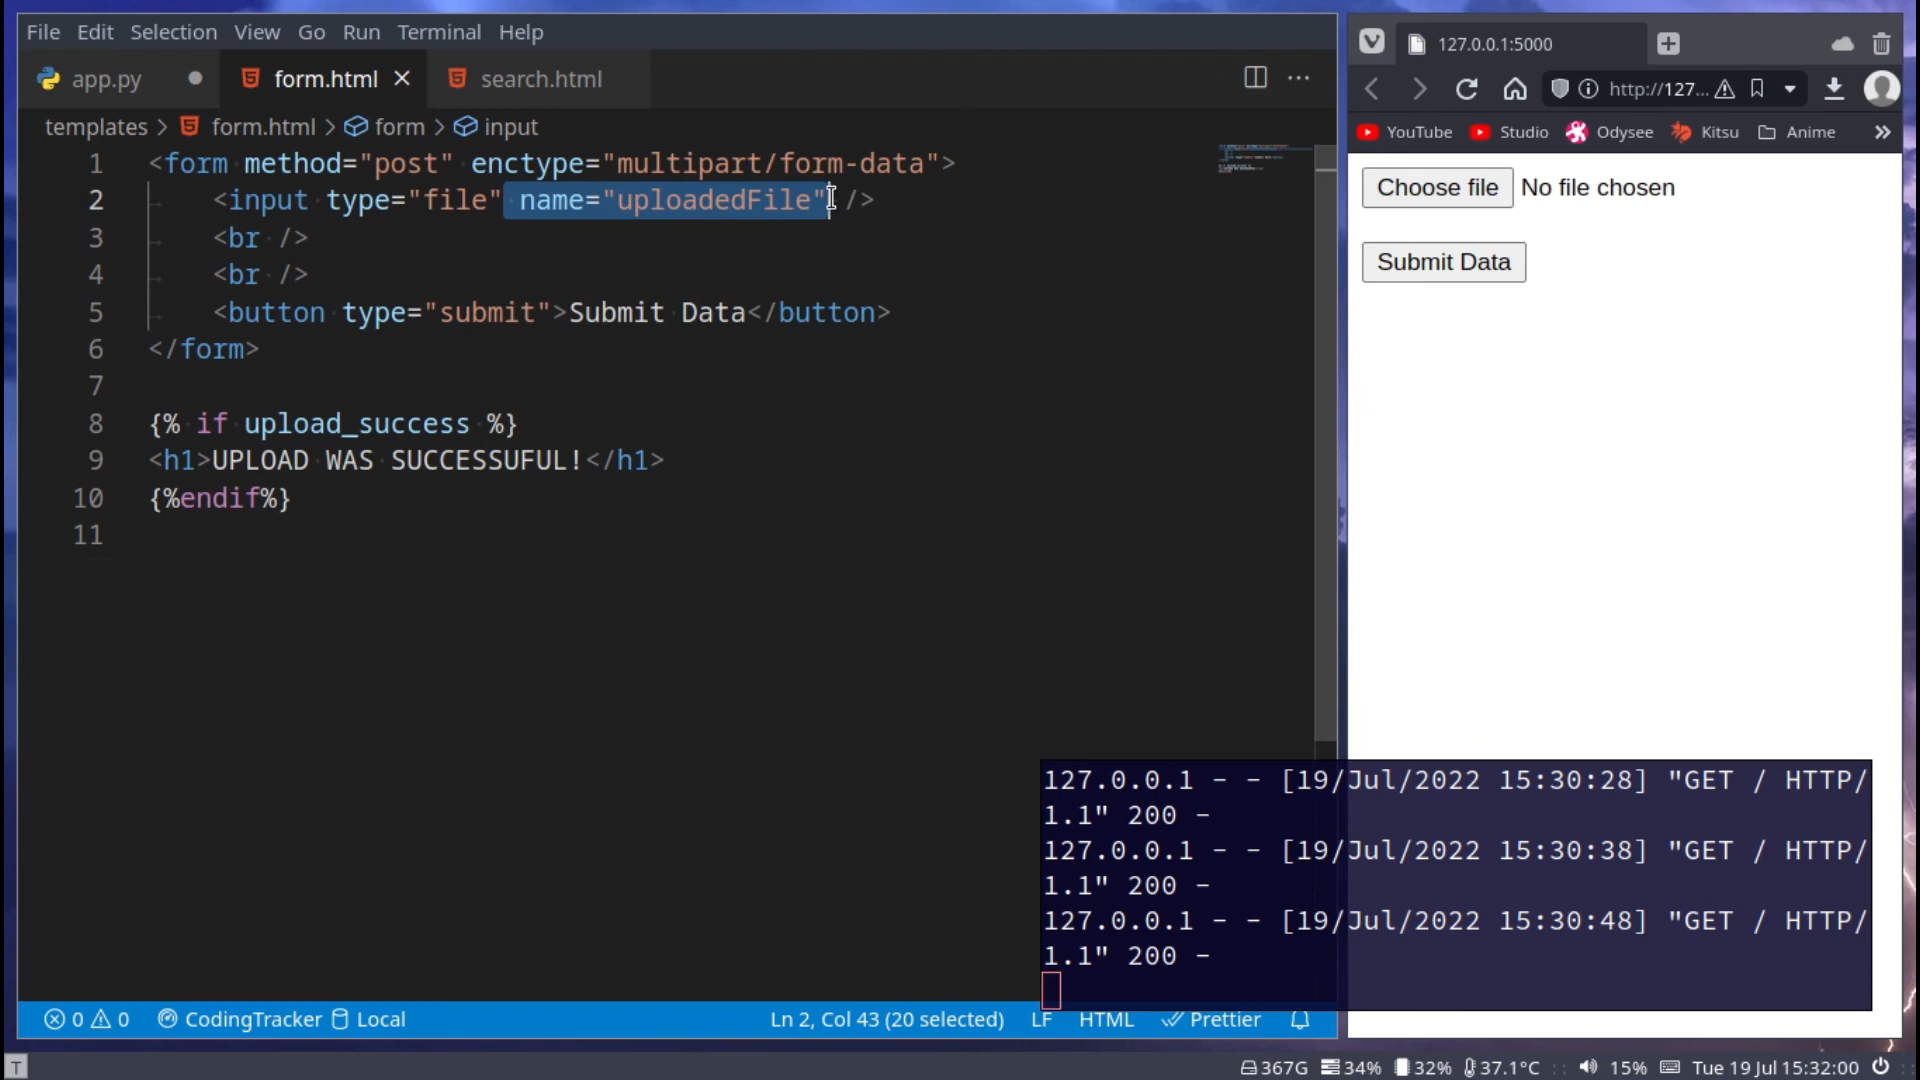 File Edit Selection View Go Run Terminal Help
app.py form.html search.html
templates > form.html > form > input
1 <form method="post" enctype="multipart/form-data">
2 <input type="file" name="uploadedFile" />
3 <br />
4 <br />
5 <button type="submit">Submit Data</button>
6 </form>
7
8 {% if upload_success %}
9 <h1>UPLOAD WAS SUCCESSUFUL!</h1>
10 {%endif%}
11
0 0 CodingTracker Local Ln 2, Col 43 (20 selected) LF HTML Prettier
127.0.0.1:5000
http://127...
YouTube Studio Odysee Kitsu Anime
Choose file No file chosen
Submit Data
127.0.0.1 - - [19/Jul/2022 15:30:28] "GET / HTTP/
1.1" 200 -
127.0.0.1 - - [19/Jul/2022 15:30:38] "GET / HTTP/
1.1" 200 -
127.0.0.1 - - [19/Jul/2022 15:30:48] "GET / HTTP/
1.1" 200 -
T 367G 34% 32% 37.1°C :: 15% Tue 19 Jul 15:32:00